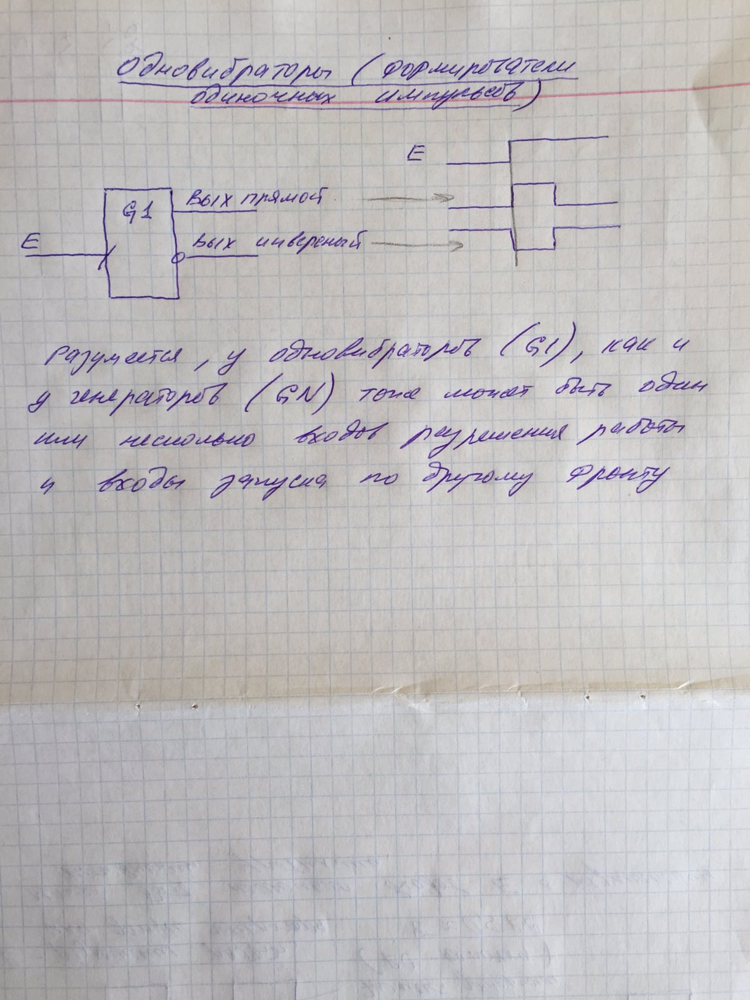 Одновибраторы (формирователи
одиночных импульсов)
E
Вых прямой
G1
E
Вых инверсный
Разумеется, у одновибраторов (G1), как и
у генераторов (GN) тоже может быть один
или несколько входов разрешения работы
и входы запуска по другому фронту